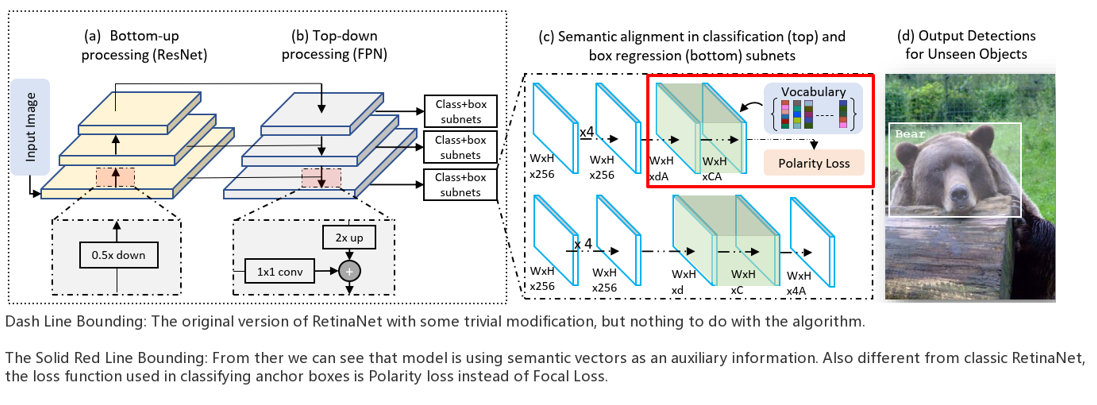 (a) Bottom-up
processing (ResNet)
(b) Top-down
processing (FPN)
(c) Semantic alignment in classification (top) and
box regression (bottom) subnets
(d) Output Detections
for Unseen Objects
Input Image
Class+box
subnets
Class+box
subnets
Class+box
subnets
0.5x down
2x up
1x1 conv
+
WxH
x256
x4
WxH
x256
WxH
xdA
WxH
xCA
Vocabulary
Polarity Loss
WxH
x256
x 4
WxH
x256
WxH
xd
WxH
xC
WxH
x4A
Bear
Dash Line Bounding: The original version of RetinaNet with some trivial modification, but nothing to do with the algorithm.
The Solid Red Line Bounding: From ther we can see that model is using semantic vectors as an auxiliary information. Also different from classic RetinaNet,
the loss function used in classifying anchor boxes is Polarity loss instead of Focal Loss.